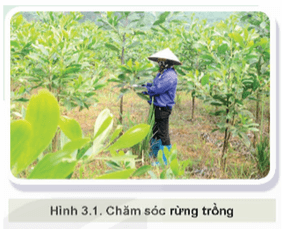 Hình 3.1. Chăm sóc rừng trồng